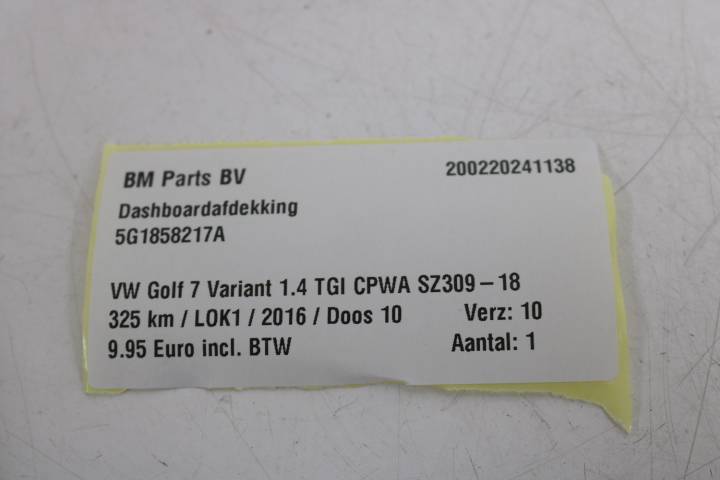 BM Parts BV 200220241138
Dashboardafdekking
5G1858217A
VW Golf 7 Variant 1.4 TGI CPWA SZ309-18
325 km / LOK1 / 2016 / Doos 10 Verz: 10
9.95 Euro incl. BTW Aantal: 1